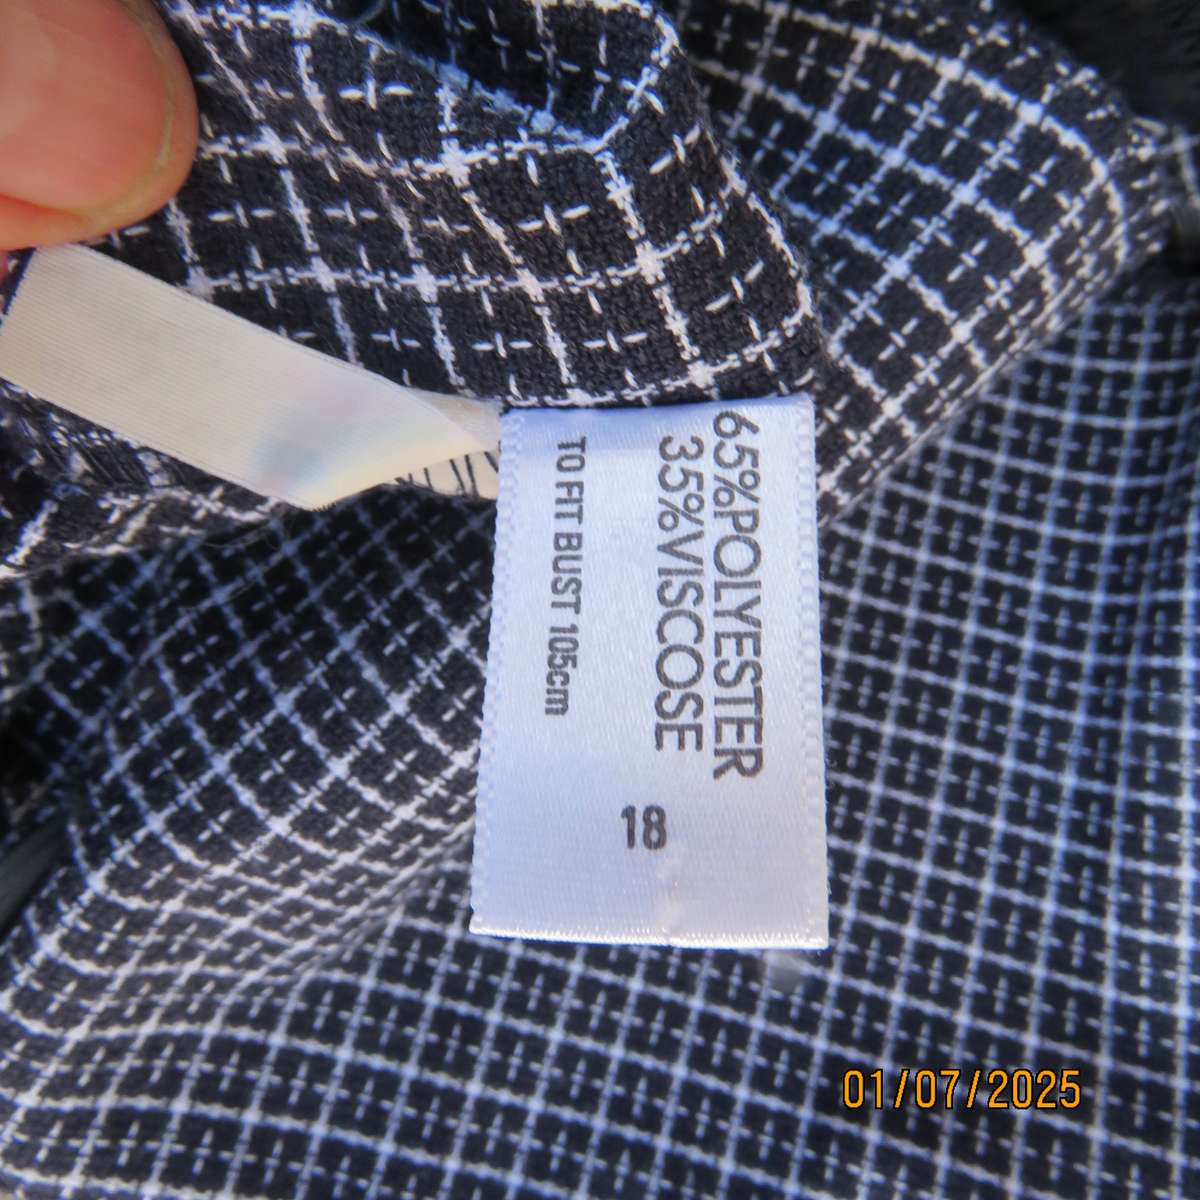 65%POLYESTER
35%VISCOSE
TO FIT BUST 105cm
18
01/07/2025